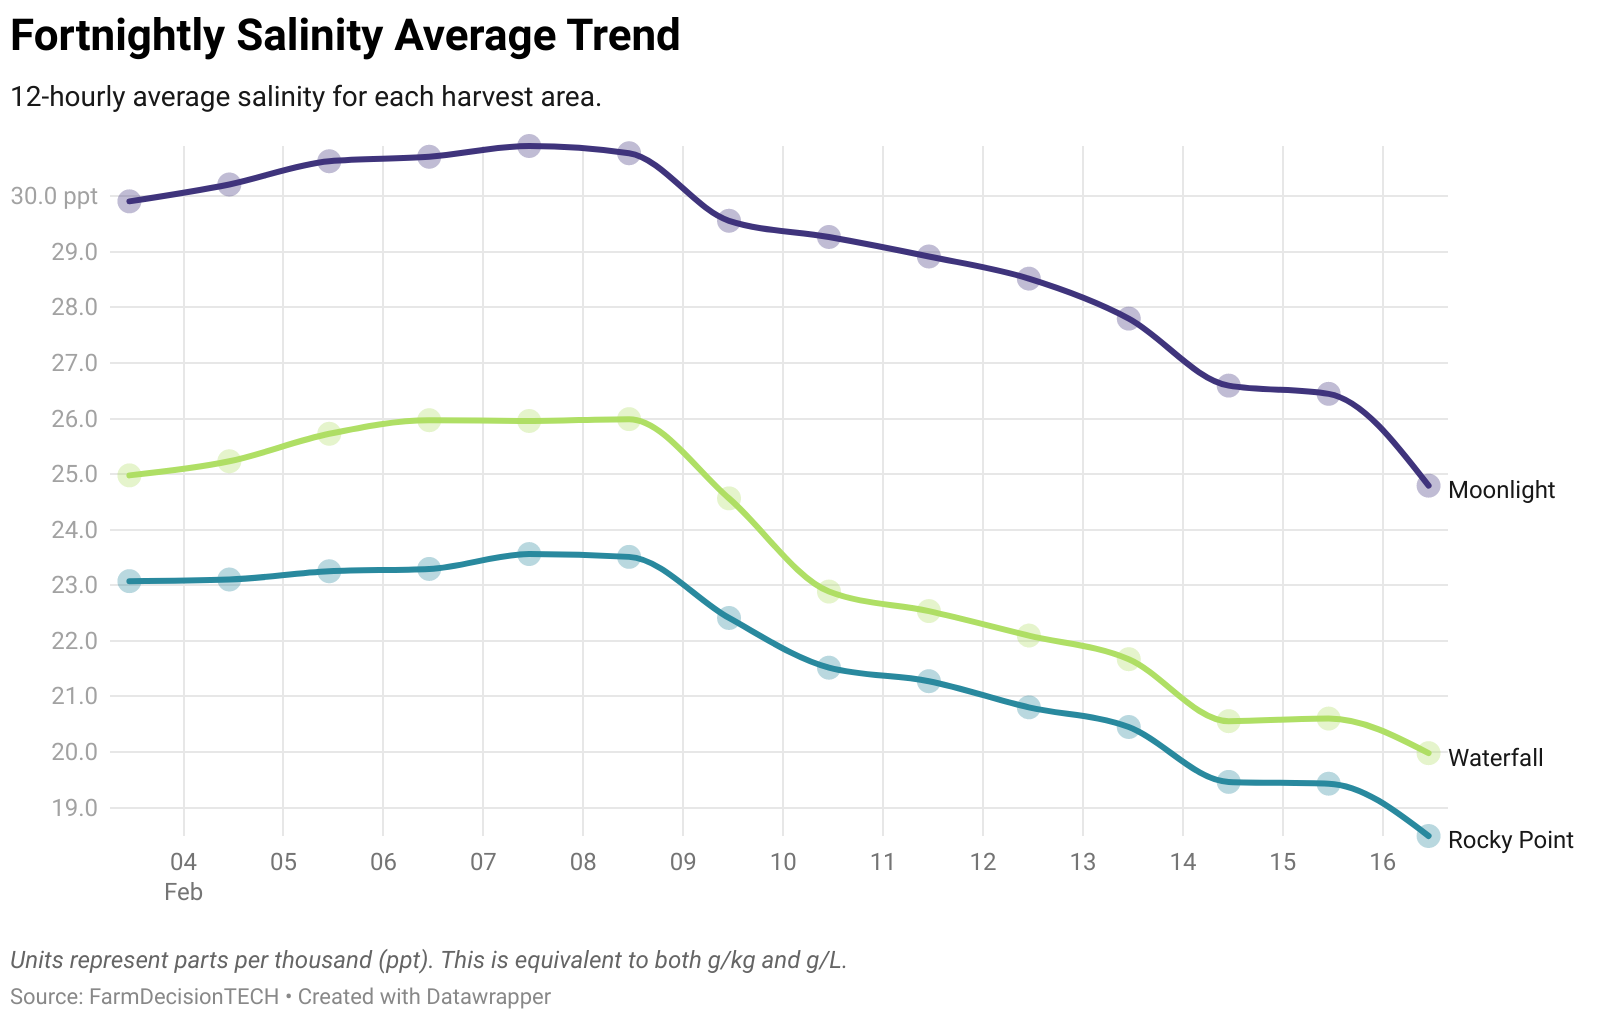 Fortnightly Salinity Average Trend
12-hourly average salinity for each harvest area.
30.0 ppt
29.0
28.0
27.0
26.0
25.0
24.0
23.0
22.0
21.0
20.0
19.0
Moonlight
Waterfall
Rocky Point
04 05 06 07 08 09 10 11 12 13 14 15 16
Feb
Units represent parts per thousand (ppt). This is equivalent to both g/kg and g/L.
Source: FarmDecisionTECH • Created with Datawrapper